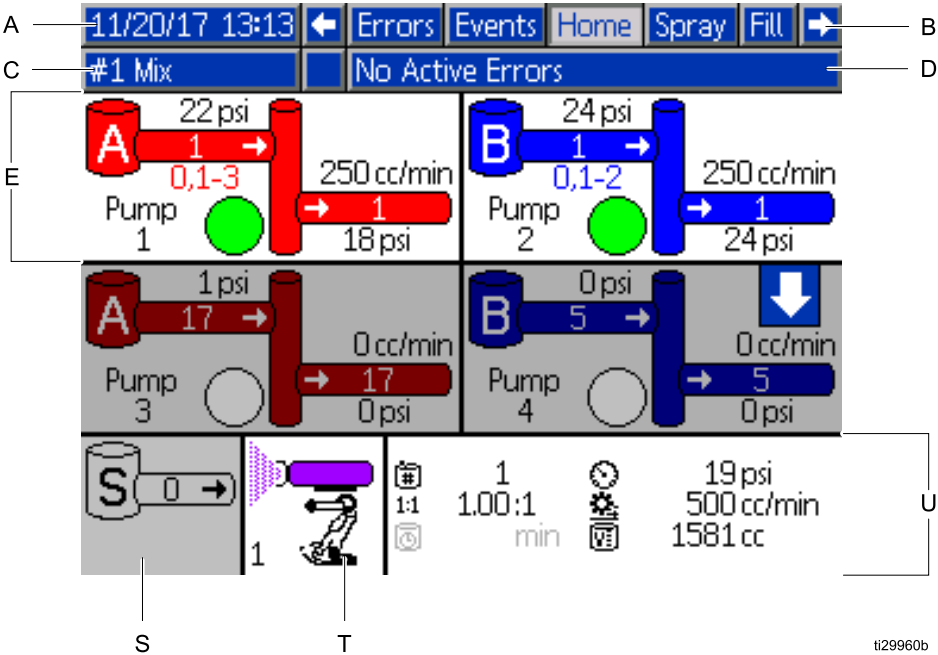 A 11/20/17 13:13 Errors Events Home Spray Fill B
C #1 Mix No Active Errors D
E
22 psi
A 1
0,1-3
250 cc/min
Pump
1
1
18 psi
24 psi
B 1
0,1-2
250 cc/min
Pump
2
1
24 psi
1 psi
A 17
0 cc/min
Pump
3
17
0 psi
0 psi
B 5
0 cc/min
Pump
4
5
0 psi
S 0
1
# 1 19 psi
1:1 1.00:1 500 cc/min
min V 1581 cc
U
S T
ti29960b